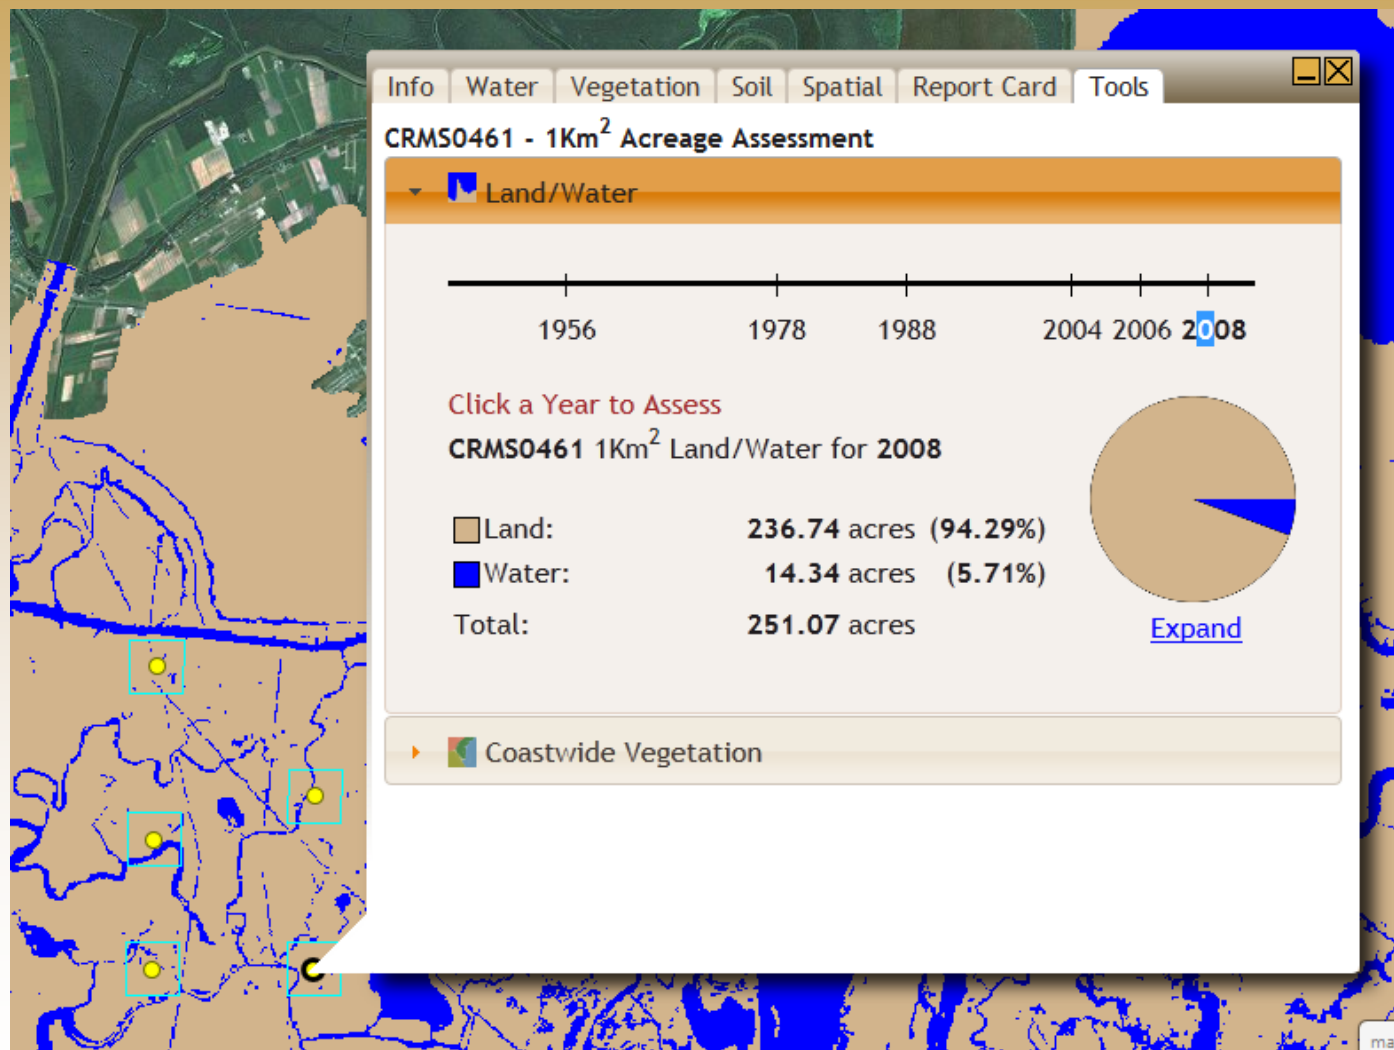 Info Water Vegetation Soil Spatial Report Card Tools
CRMS0461 - 1Km2 Acreage Assessment
Land/Water
1956 1978 1988 2004 2006 2008
Click a Year to Assess
CRMS0461 1Km2 Land/Water for 2008
Land: 236.74 acres (94.29%)
Water: 14.34 acres (5.71%)
Total: 251.07 acres
Expand
Coastwide Vegetation